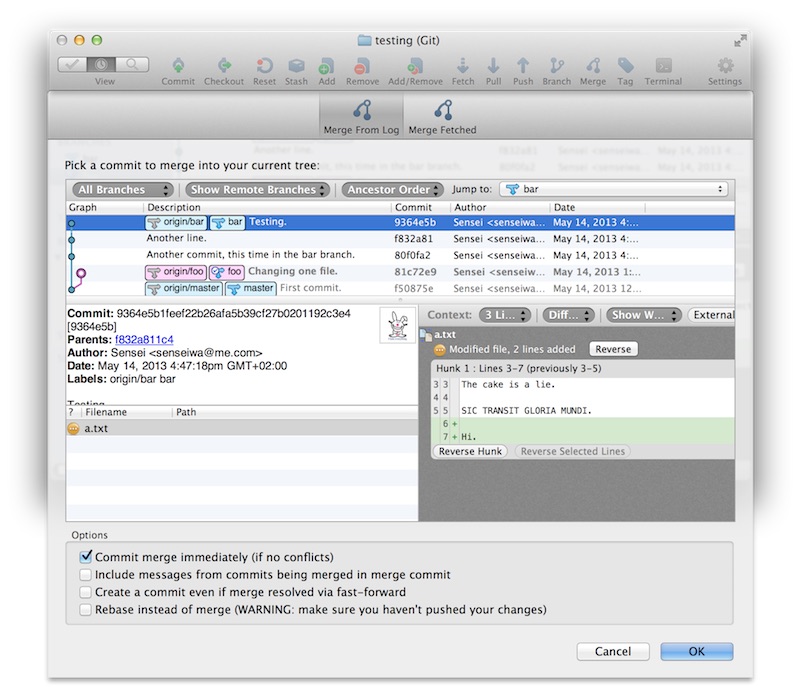 testing (Git)
View Commit Checkout Reset Stash Add Remove Add/Remove Fetch Pull Push Branch Merge Tag Terminal Settings
Merge From Log Merge Fetched
Pick a commit to merge into your current tree:
All Branches Show Remote Branches Ancestor Order Jump to: bar
Graph Description Commit Author Date
origin/bar bar Testing. 9364e5b Sensei <senseiwa... May 14, 2013 4:...
Another line. f832a81 Sensei <senseiwa... May 14, 2013 4:...
Another commit, this time in the bar branch. 80f0fa2 Sensei <senseiwa... May 14, 2013 4:...
origin/foo foo Changing one file. 81c72e9 Sensei <senseiwa... May 14, 2013 1:...
origin/master master First commit. f50875e Sensei <senseiwa... May 14, 2013 12...
Commit: 9364e5b1feef22b26afa5b39cf27b0201192c3e4
[9364e5b]
Parents: f832a811c4
Author: Sensei <senseiwa@me.com>
Date: May 14, 2013 4:47:18pm GMT+02:00
Labels: origin/bar bar
Testing
? Filename Path
a.txt
Context: 3 Li... Diff... Show W... External
a.txt
Modified file, 2 lines added Reverse
Hunk 1 : Lines 3-7 (previously 3-5)
3 3 The cake is a lie.
4 4
5 5 SIC TRANSIT GLORIA MUNDI.
6 +
7 + Hi.
Reverse Hunk Reverse Selected Lines
Options
Commit merge immediately (if no conflicts)
Include messages from commits being merged in merge commit
Create a commit even if merge resolved via fast-forward
Rebase instead of merge (WARNING: make sure you haven't pushed your changes)
Cancel OK